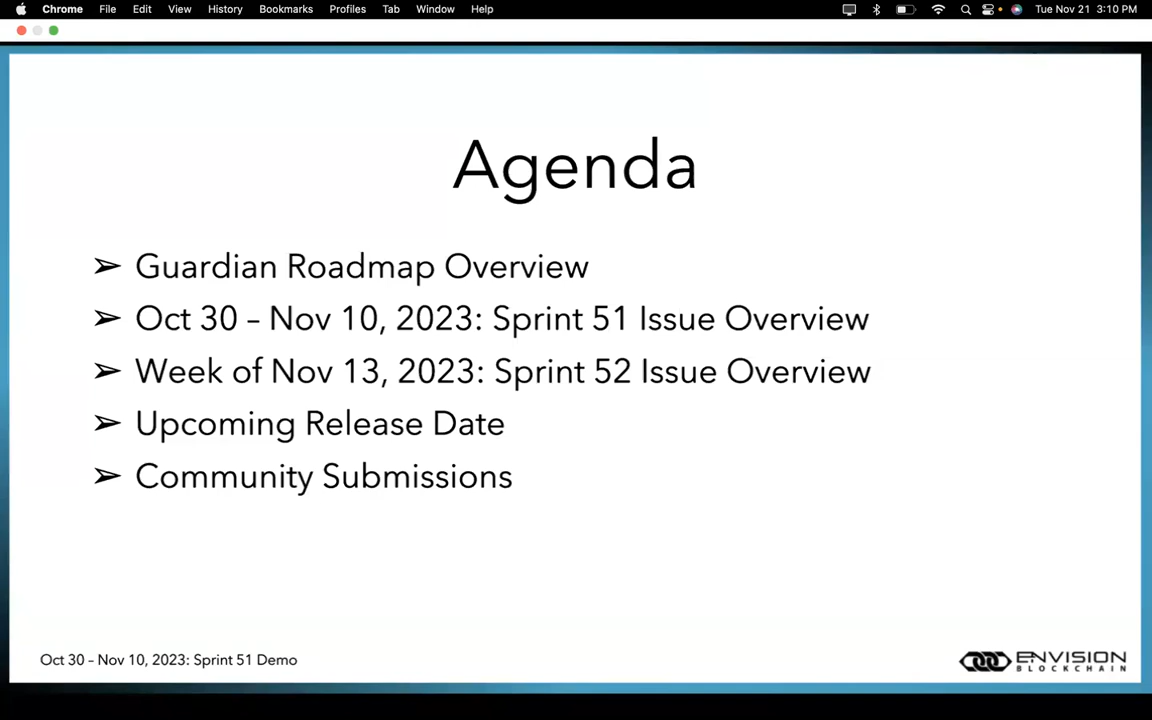 Chrome File Edit View History Bookmarks Profiles Tab Window Help Tue Nov 21 3:10 PM
Agenda
➢ Guardian Roadmap Overview
➢ Oct 30 – Nov 10, 2023: Sprint 51 Issue Overview
➢ Week of Nov 13, 2023: Sprint 52 Issue Overview
➢ Upcoming Release Date
➢ Community Submissions
Oct 30 – Nov 10, 2023: Sprint 51 Demo
ENVISION
BLOCKCHAIN